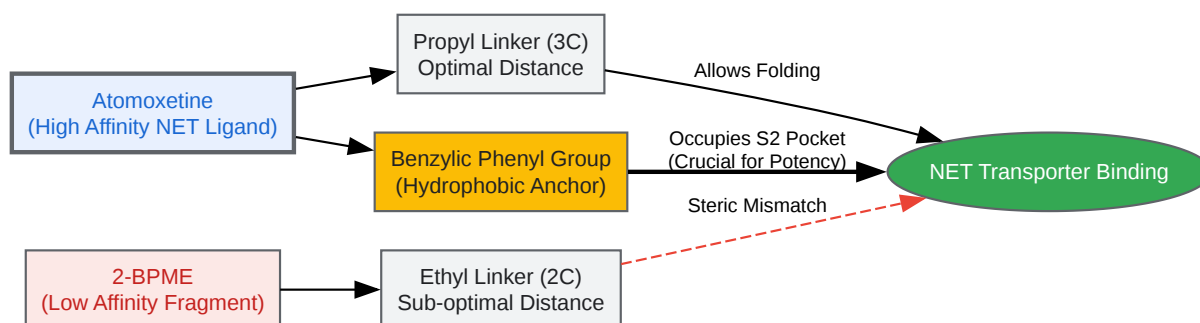 Propyl Linker (3C)
Optimal Distance
Allows Folding
Atomoxetine
(High Affinity NET Ligand)
Occupies S2 Pocket
(Crucial for Potency)
Benzylic Phenyl Group
(Hydrophobic Anchor)
NET Transporter Binding
Steric Mismatch
2-BPME
(Low Affinity Fragment)
Ethyl Linker (2C)
Sub-optimal Distance